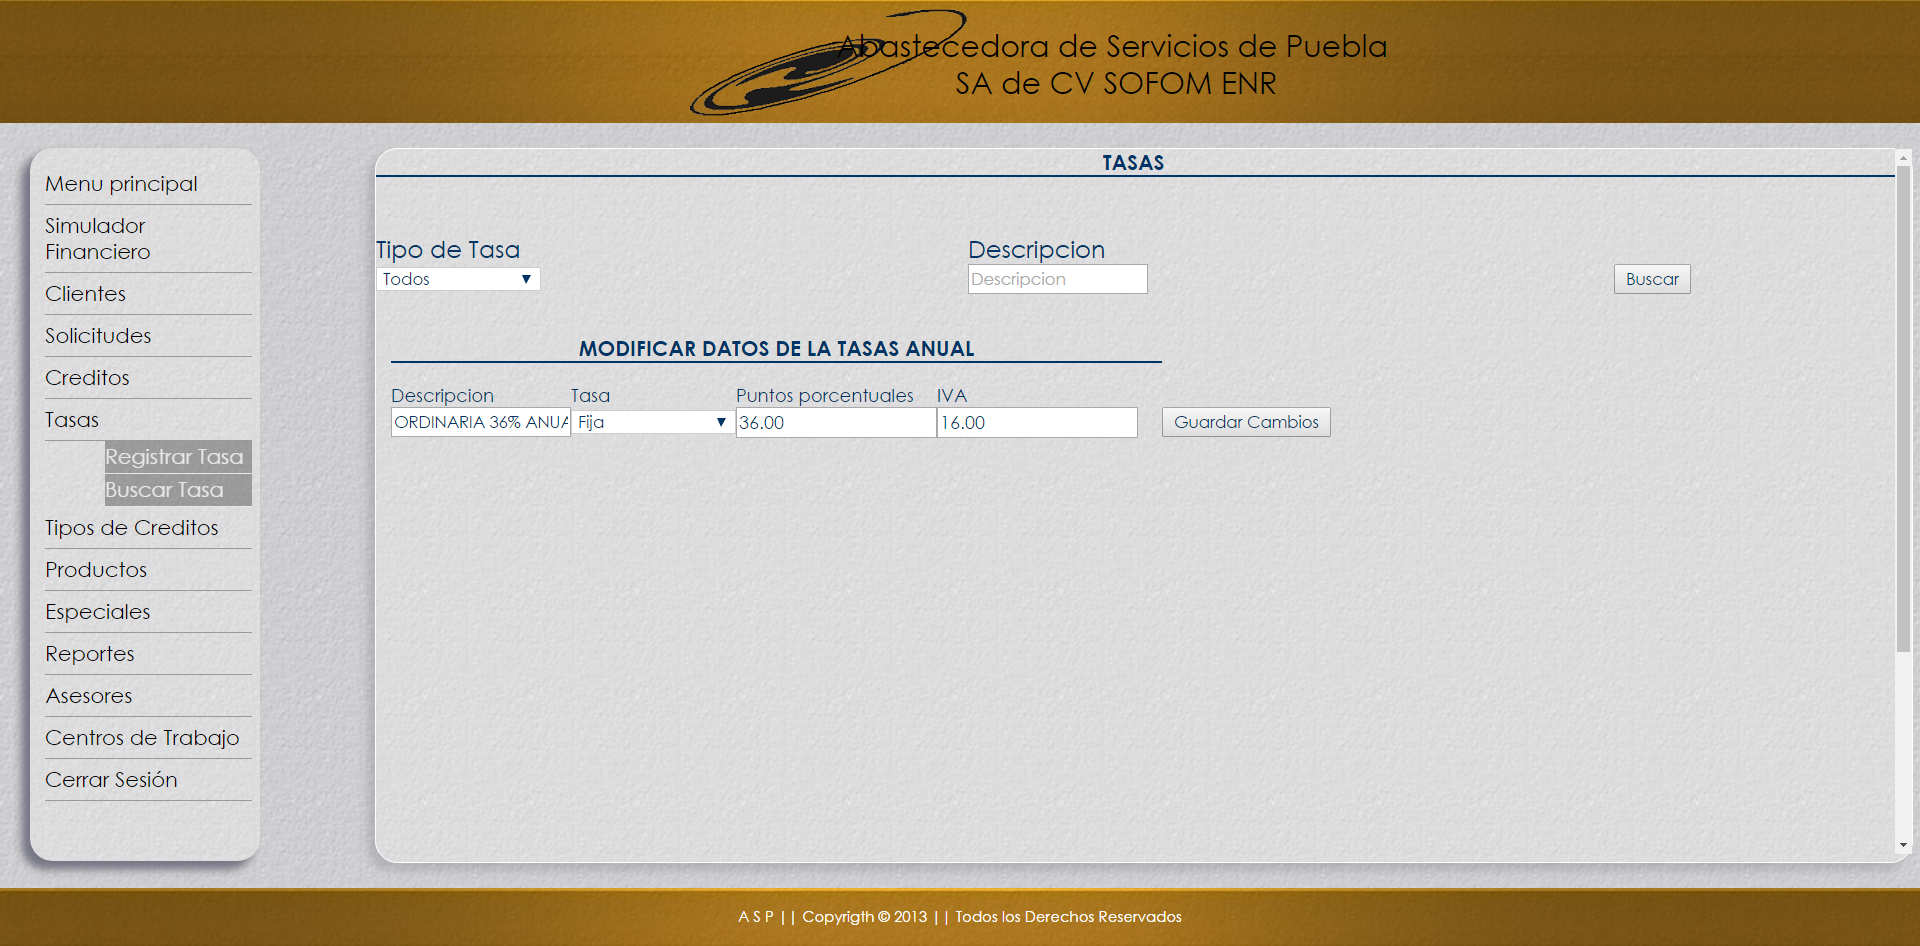 Abastecedora de Servicios de Puebla
SA de CV SOFOM ENR
Menu principal
Simulador
Financiero
Clientes
Solicitudes
Creditos
Tasas
Registrar Tasa
Buscar Tasa
Tipos de Creditos
Productos
Especiales
Reportes
Asesores
Centros de Trabajo
Cerrar Sesión
TASAS
Tipo de Tasa Descripcion
Todos Descripcion Buscar
MODIFICAR DATOS DE LA TASAS ANUAL
Descripcion Tasa Puntos porcentuales IVA
ORDINARIA 36% ANUA Fija 36.00 16.00 Guardar Cambios
A S P || Copyrigth © 2013 || Todos los Derechos Reservados